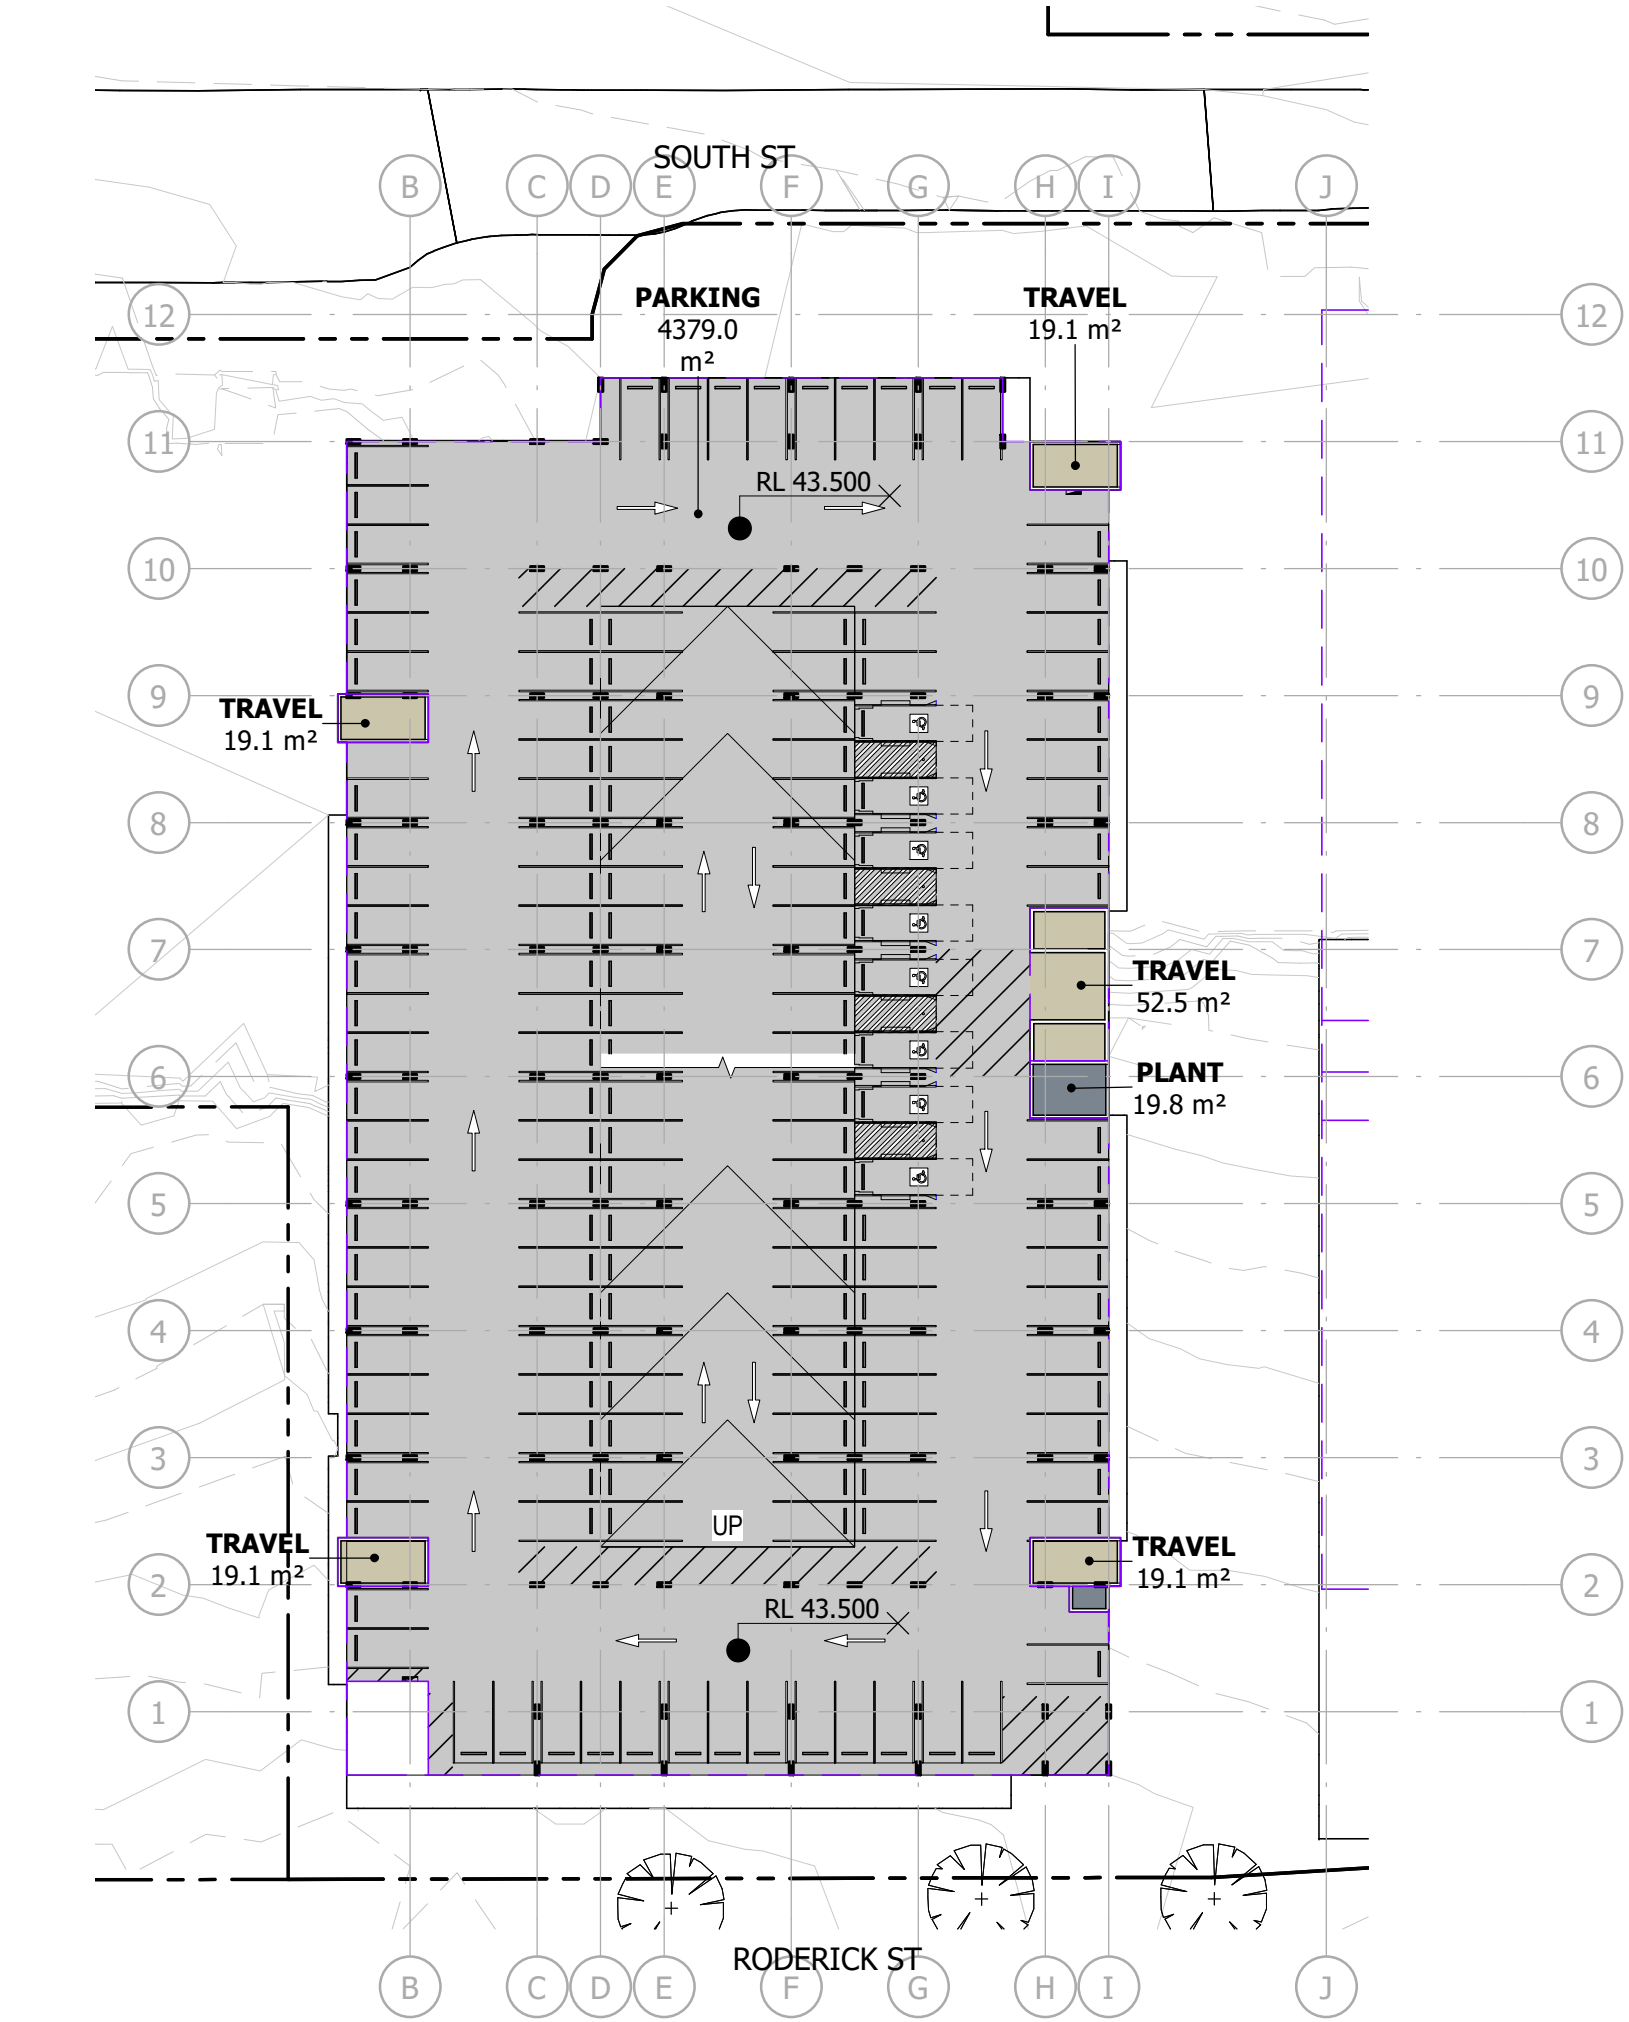 SOUTH ST
B C D E F G H I J
PARKING
4379.0
m²
TRAVEL
19.1 m²
12 12
11 11
RL 43.500
10 10
9 9
TRAVEL
19.1 m²
8 8
7 7
TRAVEL
52.5 m²
6 6
PLANT
19.8 m²
5 5
4 4
3 3
UP
TRAVEL
19.1 m²
TRAVEL
19.1 m²
2 2
RL 43.500
1 1
RODERICK ST
B C D E F G H I J